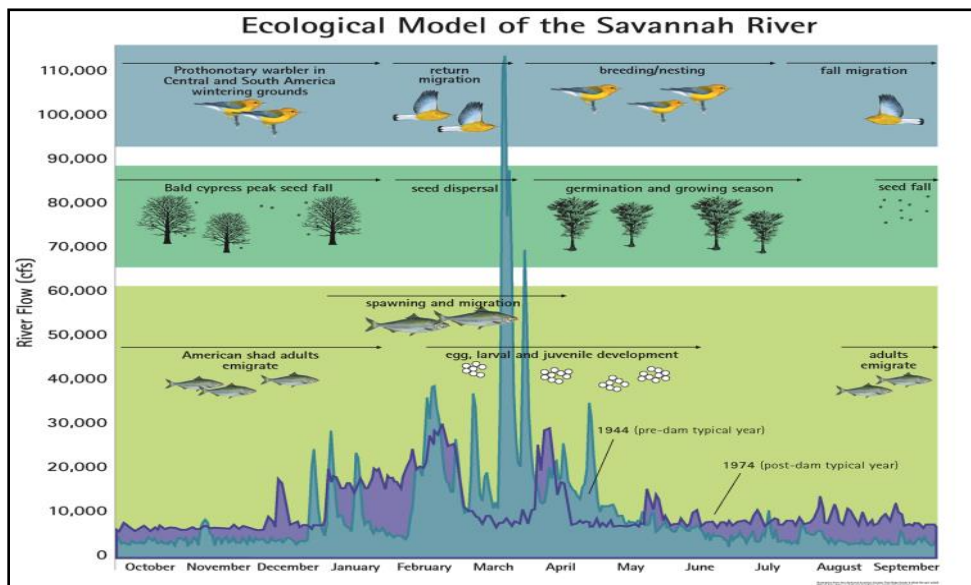 Ecological Model of the Savannah River
River Flow (cfs)
110,000
100,000
90,000
80,000
70,000
60,000
50,000
40,000
30,000
20,000
10,000
0
Prothonotary warbler in
Central and South America
wintering grounds
return
migration
breeding/nesting
fall migration
Bald cypress peak seed fall
seed dispersal
germination and growing season
seed fall
spawning and migration
American shad adults
emigrate
egg, larval and juvenile development
adults
emigrate
1944 (pre-dam typical year)
1974 (post-dam typical year)
October November December January February March April May June July August September